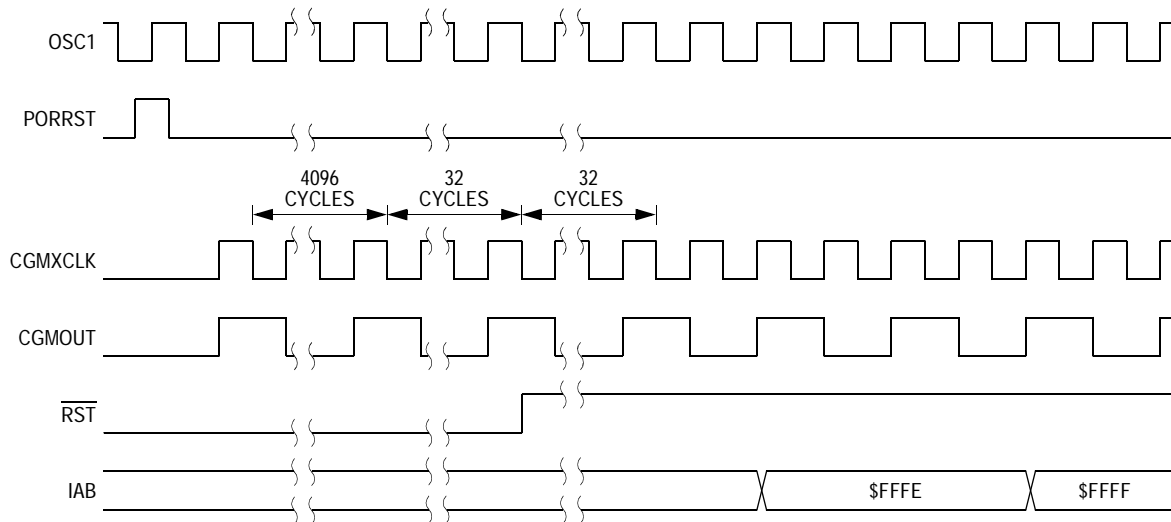 OSC1
PORRST
4096
CYCLES
32
CYCLES
32
CYCLES
CGMXCLK
CGMOUT
RST
IAB
$FFFE
$FFFF